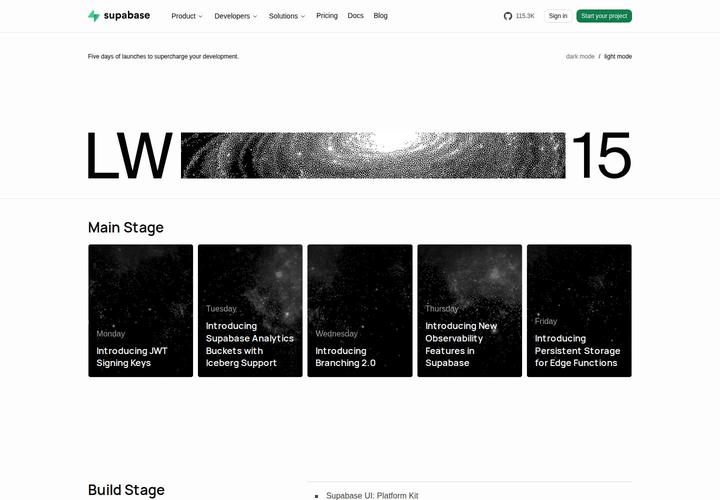 supabase Product Developers Solutions Pricing Docs Blog 115.3K Sign in Start your project
Five days of launches to supercharge your development. dark mode / light mode
LW 15
Main Stage
Monday
Introducing JWT
Signing Keys
Tuesday
Introducing
Supabase Analytics
Buckets with
Iceberg Support
Wednesday
Introducing
Branching 2.0
Thursday
Introducing New
Observability
Features in
Supabase
Friday
Introducing
Persistent Storage
for Edge Functions
Build Stage
Supabase UI: Platform Kit